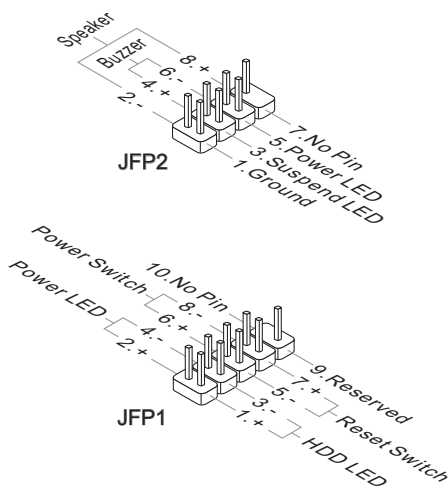 Speaker
Buzzer
8.+
6.-
4.+
2.-
7.No Pin
5.Power LED
3.Suspend LED
1.Ground
JFP2
Power Switch
Power LED
10.No Pin
8.-
6.+
4.-
2.+
9.Reserved
7.+
5.-
Reset Switch
3.-
1.+
HDD LED
JFP1